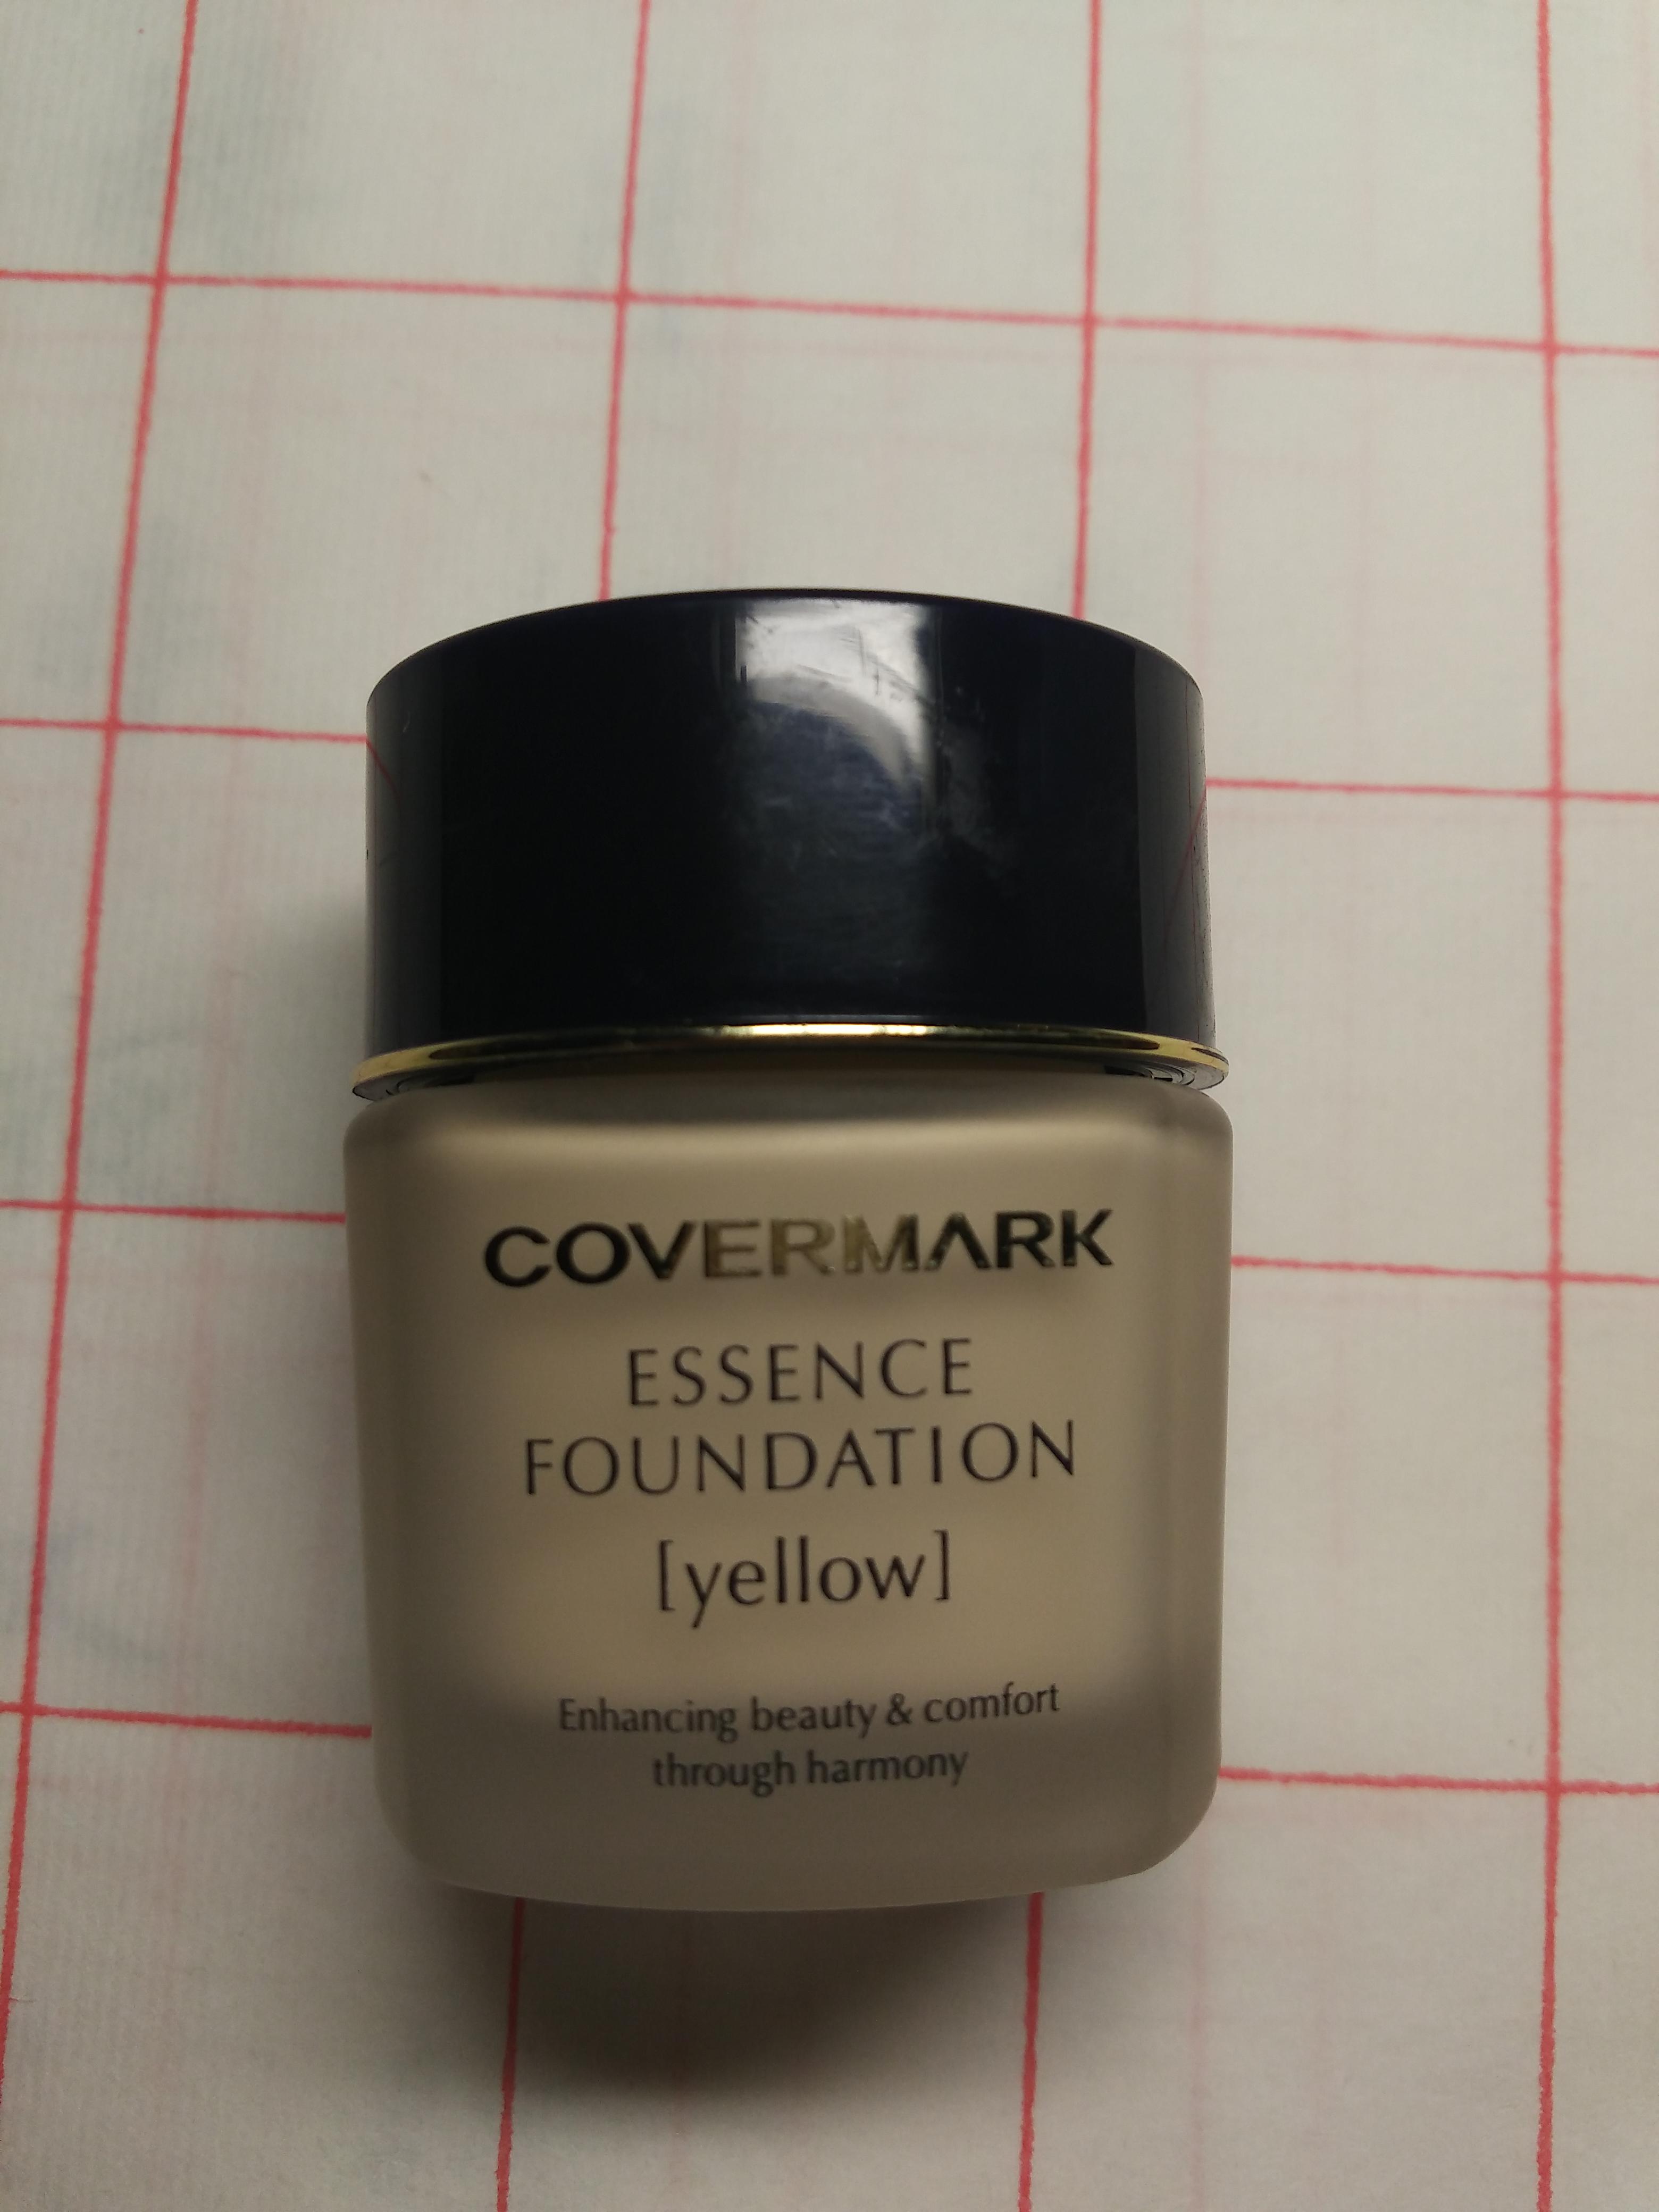 COVERMARK
ESSENCE
FOUNDATION
[yellow]
Enhancing beauty & comfort
through harmony